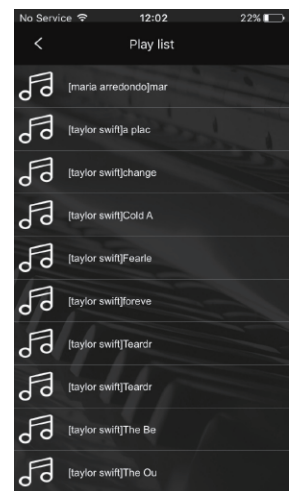 No Service 12:02 22%
Play list
[maria arredondo]mar
[taylor swift]a plac
[taylor swift]change
[taylor swift]Cold A
[taylor swift]Fearle
[taylor swift]foreve
[taylor swift]Teardr
[taylor swift]Teardr
[taylor swift]The Be
[taylor swift]The Ou